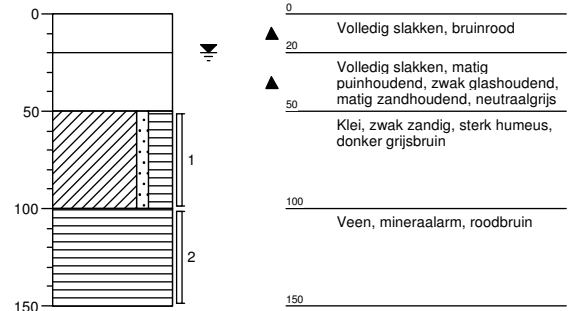 0
50
100
150
1
2
0
Volledig slakken, bruinrood
20
Volledig slakken, matig
puinhoudend, zwak glashoudend,
matig zandhoudend, neutraalgrijs
50
Klei, zwak zandig, sterk humeus,
donker grijsbruin
100
Veen, mineraalarm, roodbruin
150